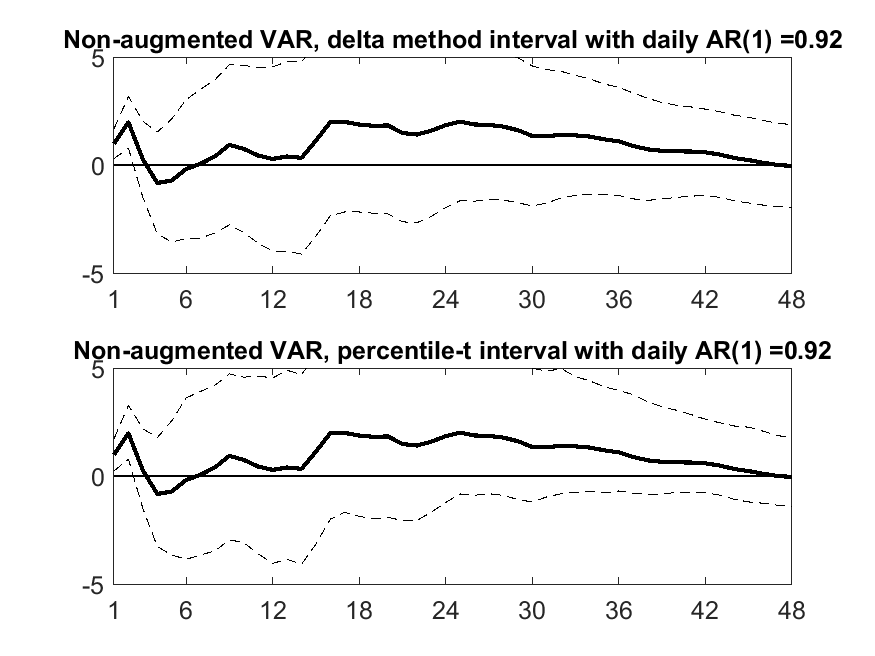 Non-augmented VAR, delta method interval with daily AR(1) =0.92
5
0
-5
1 6 12 18 24 30 36 42 48
Non-augmented VAR, percentile-t interval with daily AR(1) =0.92
5
0
-5
1 6 12 18 24 30 36 42 48